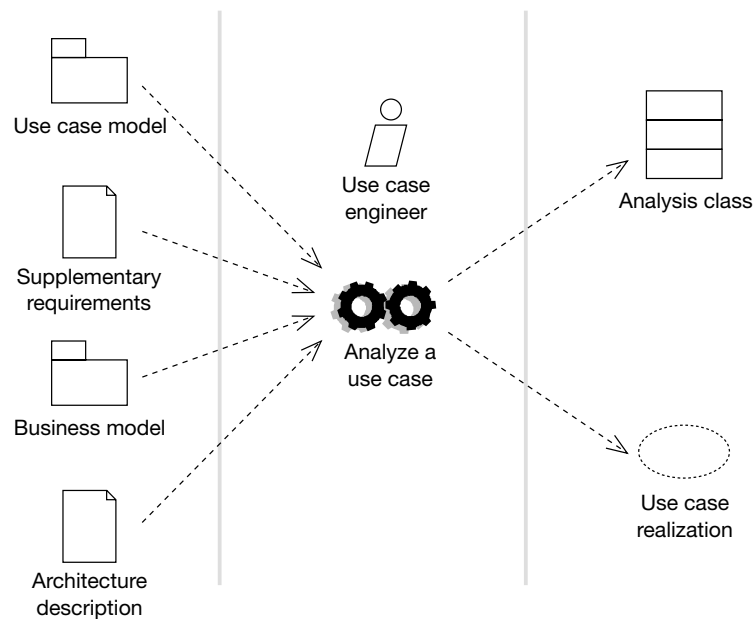 Use case model
Supplementary
requirements
Business model
Architecture
description
Use case
engineer
Analyze a
use case
Analysis class
Use case
realization